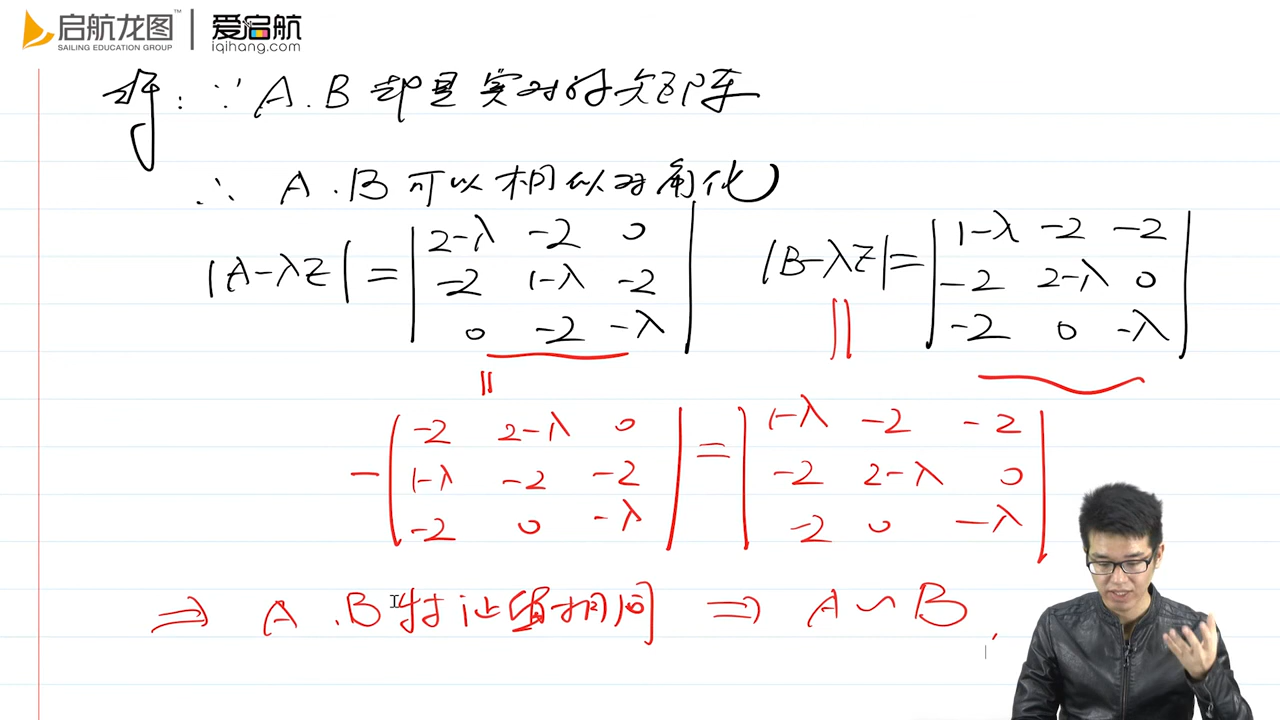 启航龙图™ | 爱启航
SAILING EDUCATION GROUP iqihang.com
∵ A.B 都是实对称矩阵
∴ A.B 可以相似对角化
|A-λE| = | 2-λ -2 0 | |B-λE| = | 1-λ -2 -2 |
| -2 1-λ -2 | | -2 2-λ 0 |
| 0 -2 -λ | | -2 0 -λ |
|| ||
- | -2 2-λ 0 | = | 1-λ -2 -2 |
| 1-λ -2 -2 | | -2 2-λ 0 |
| -2 0 -λ | | -2 0 -λ |
⇒ A.B 特征值相同 ⇒ A∽B.